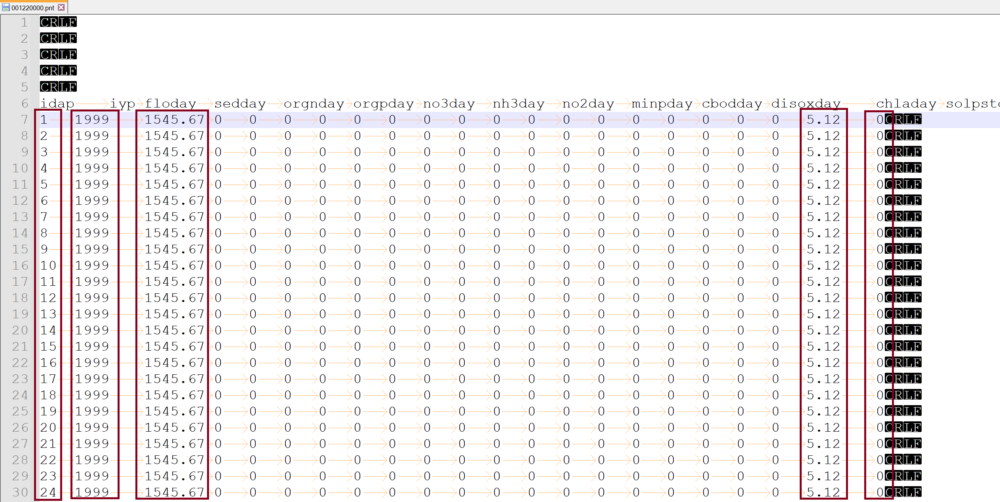 001220000.pnt
1 CRLF
2 CRLF
3 CRLF
4 CRLF
5 CRLF
6 idap iyp floday sedday orgnday orgpday no3day nh3day no2day minpday cbodday disoxday chladay solpst
7 1 1999 1545.67 0 0 0 0 0 0 0 0 0 0 0 0 0 0 0 0 0 5.12 0CRLF
8 2 1999 1545.67 0 0 0 0 0 0 0 0 0 0 0 0 0 0 0 0 0 5.12 0CRLF
9 3 1999 1545.67 0 0 0 0 0 0 0 0 0 0 0 0 0 0 0 0 0 5.12 0CRLF
10 4 1999 1545.67 0 0 0 0 0 0 0 0 0 0 0 0 0 0 0 0 0 5.12 0CRLF
11 5 1999 1545.67 0 0 0 0 0 0 0 0 0 0 0 0 0 0 0 0 0 5.12 0CRLF
12 6 1999 1545.67 0 0 0 0 0 0 0 0 0 0 0 0 0 0 0 0 0 5.12 0CRLF
13 7 1999 1545.67 0 0 0 0 0 0 0 0 0 0 0 0 0 0 0 0 0 5.12 0CRLF
14 8 1999 1545.67 0 0 0 0 0 0 0 0 0 0 0 0 0 0 0 0 0 5.12 0CRLF
15 9 1999 1545.67 0 0 0 0 0 0 0 0 0 0 0 0 0 0 0 0 0 5.12 0CRLF
16 10 1999 1545.67 0 0 0 0 0 0 0 0 0 0 0 0 0 0 0 0 0 5.12 0CRLF
17 11 1999 1545.67 0 0 0 0 0 0 0 0 0 0 0 0 0 0 0 0 0 5.12 0CRLF
18 12 1999 1545.67 0 0 0 0 0 0 0 0 0 0 0 0 0 0 0 0 0 5.12 0CRLF
19 13 1999 1545.67 0 0 0 0 0 0 0 0 0 0 0 0 0 0 0 0 0 5.12 0CRLF
20 14 1999 1545.67 0 0 0 0 0 0 0 0 0 0 0 0 0 0 0 0 0 5.12 0CRLF
21 15 1999 1545.67 0 0 0 0 0 0 0 0 0 0 0 0 0 0 0 0 0 5.12 0CRLF
22 16 1999 1545.67 0 0 0 0 0 0 0 0 0 0 0 0 0 0 0 0 0 5.12 0CRLF
23 17 1999 1545.67 0 0 0 0 0 0 0 0 0 0 0 0 0 0 0 0 0 5.12 0CRLF
24 18 1999 1545.67 0 0 0 0 0 0 0 0 0 0 0 0 0 0 0 0 0 5.12 0CRLF
25 19 1999 1545.67 0 0 0 0 0 0 0 0 0 0 0 0 0 0 0 0 0 5.12 0CRLF
26 20 1999 1545.67 0 0 0 0 0 0 0 0 0 0 0 0 0 0 0 0 0 5.12 0CRLF
27 21 1999 1545.67 0 0 0 0 0 0 0 0 0 0 0 0 0 0 0 0 0 5.12 0CRLF
28 22 1999 1545.67 0 0 0 0 0 0 0 0 0 0 0 0 0 0 0 0 0 5.12 0CRLF
29 23 1999 1545.67 0 0 0 0 0 0 0 0 0 0 0 0 0 0 0 0 0 5.12 0CRLF
30 24 1999 1545.67 0 0 0 0 0 0 0 0 0 0 0 0 0 0 0 0 0 5.12 0CRLF